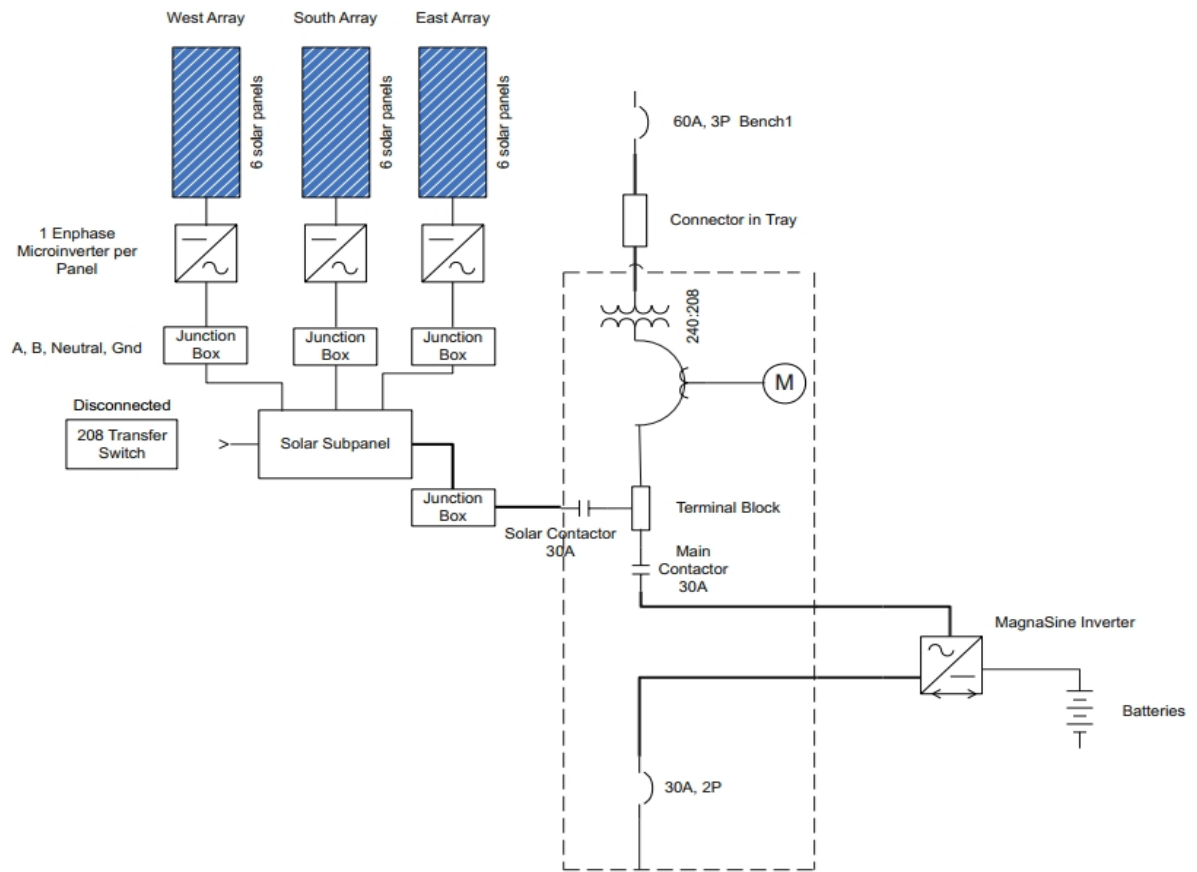 West Array
South Array
East Array
6 solar panels
6 solar panels
6 solar panels
60A, 3P Bench1
Connector in Tray
1 Enphase
Microinverter per
Panel
240:208
A, B, Neutral, Gnd
Junction
Box
Junction
Box
Junction
Box
M
Disconnected
208 Transfer
Switch
Solar Subpanel
Junction
Box
Solar Contactor
30A
Terminal Block
Main
Contactor
30A
MagnaSine Inverter
Batteries
30A, 2P